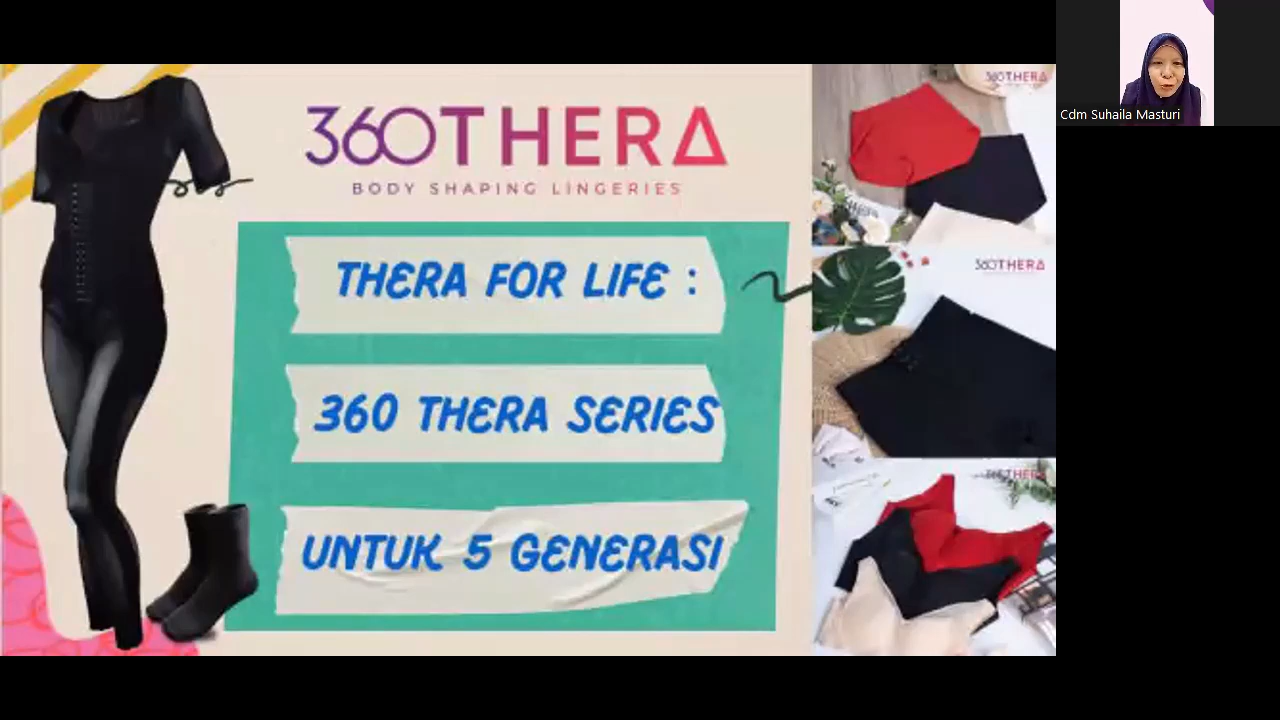 360THERA
BODY SHAPING LINGERIES
THERA FOR LIFE :
360 THERA SERIES
UNTUK 5 GENERASI
360THERA
360THERA
Cdm Suhaila Masturi